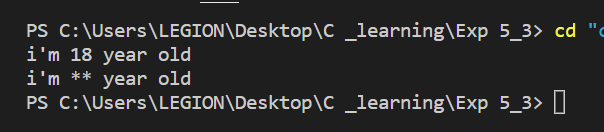 PS C:\Users\LEGION\Desktop\C _learning\Exp 5_3> cd "c
i'm 18 year old
i'm ** year old
PS C:\Users\LEGION\Desktop\C _learning\Exp 5_3>